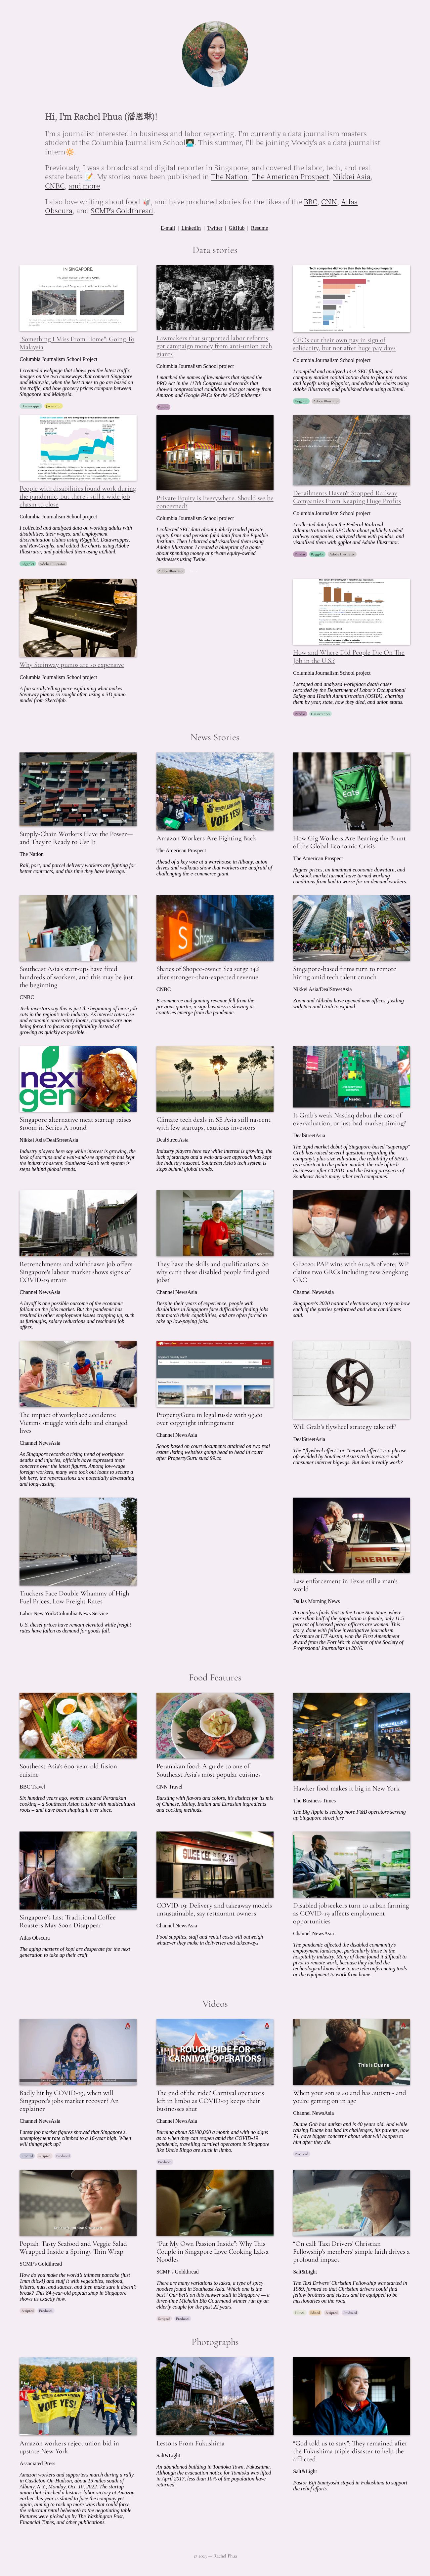 Hi, I'm Rachel Phua (潘恩琳)!
I'm a journalist interested in business and labor reporting. I'm currently a data journalism masters
student at the Columbia Journalism School👩🏻‍💻. This summer, I'll be joining Moody's as a data journalist
intern🔆.
Previously, I was a broadcast and digital reporter in Singapore, and covered the labor, tech, and real
estate beats 📝. My stories have been published in The Nation, The American Prospect, Nikkei Asia,
CNBC, and more.
I also love writing about food 🥡, and have produced stories for the likes of the BBC, CNN, Atlas
Obscura, and SCMP's Goldthread.
E-mail | LinkedIn | Twitter | GitHub | Resume
Data stories
"Something I Miss From Home": Going To
Malaysia
Columbia Journalism School Project
I created a webpage that shows you the latest traffic
images on the two causeways that connect Singapore
and Malaysia, when the best times to go are based on
the traffic, and how grocery prices compare between
Singapore and Malaysia.
Lawmakers that supported labor reforms
got campaign money from anti-union tech
giants
Columbia Journalism school
I matched the names of lawmakers that signed the
PRO Act in the 117th Congress and records that
showed congressional candidates that got money from
Amazon and Google PACs for the 2022 midterms.
CEOs cut their own pay in sign of
solidarity, but not after huge pay days
Columbia Journalism School project
I compiled and analyzed 14-A SEC filings, and
company market capitalization data to get pay ratios
and layoffs using R/ggplot, and edited the charts using
Adobe Illustrator, and published them using ai2html.
People with disabilities found work during
the pandemic, but there's still a wide job
chasm to close
Columbia Journalism School project
I collected and analyzed data on working adults with
disabilities, their wages, and employment
discrimination claims using R/ggplot, Datawrapper,
and RawGraphs, edited the charts using Adobe
Illustrator, and published them using ai2html.
Private Equity is Everywhere. Should we be
concerned?
Columbia Journalism School project
I collected SEC data about publicly traded private
equity firms and pension fund data from the Equable
Institute. Then I charted and visualized them using
Adobe Illustrator. I created a blueprint of a game
about spending money at private equity-owned
businesses using Twine.
Derailments Haven't Stopped Railway
Companies From Reaping Huge Profits
Columbia Journalism School project
I collected data from the Federal Railroad
Administration and SEC data about publicly traded
railway companies, analyzed them with pandas, and
visualized them with ggplot and Adobe Illustrator.
Why Steinway pianos are so expensive
Columbia Journalism School project
A fun scrollytelling piece explaining what makes
Steinway pianos so sought after, using a 3D piano
model from Sketchfab.
How and Where Did People Die On The
Job in the U.S.?
Columbia Journalism School project
I scraped and analyzed workplace death cases
recorded by the Department of Labor's Occupational
Safety and Health Administration (OSHA), charting
them by year, state, how they died, and union status.
News Stories
Supply-Chain Workers Have the Power—
and They're Ready to Use It
The Nation
Rail, port, and parcel delivery workers are fighting for
better contracts, and this time they have leverage.
Amazon Workers Are Fighting Back
The American Prospect
Ahead of a key vote at a warehouse in Albany, union
drives and walkouts show that workers are unafraid of
challenging the e-commerce giant.
How Gig Workers Are Bearing the Brunt
of the Global Economic Crisis
The American Prospect
Higher prices, an imminent economic downturn, and
the stock market turmoil have turned working
conditions from bad to worse for on-demand workers.
Southeast Asia's start-ups have fired
hundreds of workers, and this may be just
the beginning
CNBC
Tech investors say this is just the beginning of more job
cuts in the region's tech industry. As interest rates rise
and economic uncertainty looms, companies are now
being forced to focus on profitability instead of
growing as quickly as possible.
Shares of Shopee-owner Sea surge 14%
after stronger-than-expected revenue
CNBC
E-commerce and gaming revenue fell from the
previous quarter, a sign business is slowing as
countries emerge from the pandemic.
Singapore-based firms turn to remote
hiring amid tech talent crunch
Nikkei Asia/DealStreetAsia
Zoom and Alibaba have opened new offices, jostling
with Sea and Grab to expand.
next
gen
Singapore alternative meat startup raises
$100m in Series A round
Nikkei Asia/DealStreetAsia
Climate tech deals in SE Asia still nascent
with few startups, cautious investors
DealStreetAsia
Industry players here say while interest is growing, the
lack of startups and a wait-and-see approach has kept
the industry nascent. Southeast Asia's tech system is
steps behind global trends.
Is Grab's weak Nasdaq debut the cost of
overvaluation, or just bad market timing?
DealStreetAsia
The tepid market debut of Singapore-based "superapp"
Grab has raised several questions regarding the
company's plus-size valuation, the reliability of SPACs
as a shortcut to the public market, the role of tech
businesses after COVID, and the listing prospects of
Southeast Asia's many other tech companies.
Retrenchments and withdrawn job offers:
Singapore's labour market shows signs of
COVID-19 strain
Channel NewsAsia
A layoff is one possible outcome of the economic
fallout on the job market. But the pandemic has
resulted in other employment issues cropping up, such
as furloughs, salary reductions and rescinded job
offers.
They have the skills and qualifications. So
why can't these disabled people find good
jobs?
Channel NewsAsia
Despite their years of experience, people with
disabilities in Singapore face difficulties finding jobs
that match their capabilities, and are often forced to
take up low-paying jobs.
GE2020: PAP wins with 61.24% of vote; WP
claims two GRCs including new Sengkang
GRC
Channel NewsAsia
Singapore's 2020 national elections wrap story on how
each of the parties performed and what candidates
said.
The impact of workplace accidents:
Victims struggle with debt and changed
lives
Channel NewsAsia
As Singapore records a rising trend of workplace
deaths and injuries, officials have expressed their
concerns over the latest figures. Among low-wage
foreign workers, many who took out loans to secure a
job here, the repercussions are potentially devastating
and long-lasting.
PropertyGuru in legal tussle with 99.co
over copyright infringement
Channel NewsAsia
Scoop based on court documents attained on two real
estate listing websites going head to head in court
after PropertyGuru sued 99.co.
Will Grab's flywheel strategy take off?
DealStreetAsia
The "flywheel effect" or "network effect" is a phrase
oft-wielded by Southeast Asia's tech investors and
consumer internet bigwigs. But does it really work?
Truckers Face Double Whammy of High
Fuel Prices, Low Freight Rates
Labor New York/Columbia News Service
U.S. diesel prices have remain elevated while freight
rates have fallen as demand for goods fall.
SHERIFF
Law enforcement in Texas still a man's
world
Dallas Morning News
An analysis finds that in the Lone Star State, where
more than half of the population is female, only 11.5
percent of licensed peace officers are women. This
story, done with fellow investigative journalism
classmate at UT Austin, won the First Amendment
Award from the Fort Worth chapter of the Society of
Professional Journalists in 2016.
Food Features
Southeast Asia's 600-year-old fusion
cuisine
BBC Travel
Six hundred years ago, women created Peranakan
cooking – a Southeast Asian cuisine with multicultural
roots – and have been shaping it ever since.
Peranakan food: A guide to one of
Southeast Asia's most popular cuisines
CNN Travel
Bursting with flavors and colors, it's distinct for its mix
of Chinese, Malay, Indian and Eurasian ingredients
and cooking methods.
Hawker food makes it big in New York
The Business Times
The Big Apple is seeing more F&B operators serving
up Singapore street fare
Singapore's Last Traditional Coffee
Roasters May Soon Disappear
Atlas Obscura
The aging masters of kopi are desperate for the next
generation to take up their craft.
COVID-19: Delivery and takeaway models
unsustainable, say restaurant owners
Channel NewsAsia
Food supplies, staff and rental costs will outweigh
whatever they make in deliveries and takeaways.
Disabled jobseekers turn to urban farming
as COVID-19 affects employment
opportunities
Channel NewsAsia
The pandemic affected the disabled community's
employment landscape, particularly those in the
hospitality industry. Many of them found it difficult to
pivot to remote work, because they lacked the
technological know-how to use teleconferencing tools
or the equipment to work from home.
Videos
Badly hit by COVID-19, when will
Singapore's jobs market recover? An
explainer
Channel NewsAsia
Latest job market figures showed that Singapore's
unemployment rate climbed to a 16-year high. When
will things pick up?
ROUGH RIDE FOR
CARNIVAL OPERATORS
The end of the ride? Carnival operators
left in limbo as COVID-19 keeps their
businesses shut
Channel NewsAsia
Burning about S$100,000 a month and with no signs
as to when they can reopen amid the COVID-19
pandemic, travelling carnival operators in Singapore
like Uncle Ringo are stuck in limbo.
This is Duane
When your son is 40 and has autism - and
you're getting on in age
Channel NewsAsia
Duane Goh has autism and is 40 years old. And while
raising Duane has had its challenges, his parents, now
74, have bigger concerns about what will happen to
him after they die.
Popiah: Tasty Seafood and Veggie Salad
Wrapped Inside a Springy Thin Wrap
SCMP's Goldthread
How do you make the world's thinnest pancake (just
1mm thick!) and stuff it with vegetables, seafood,
fritters, nuts, and sauces, and then make sure it doesn't
break? This 84-year-old popiah shop in Singapore
shows us exactly how.
"Put My Own Passion Inside": Why This
Couple in Singapore Love Cooking Laksa
Noodles
SCMP's Goldthread
There are many variations to laksa, a type of spicy
noodles found in Southeast Asia. Which one is the
best? Our bet's on this hawker stall in Singapore — a
three-time Michelin Bib Gourmand winner run by an
elderly couple for the past 22 years.
"On call: Taxi Drivers' Christian
Fellowship's members' simple faith drives a
profound impact
Salt&Light
The Taxi Drivers' Christian Fellowship was started in
1989, formed so that Christian drivers could find
fellow brothers and sisters and be equipped to be
missionaries on the road.
Photographs
Amazon workers reject union bid in
upstate New York
Associated Press
Amazon workers and supporters march during a rally
in Castleton-On-Hudson, about 15 miles south of
Albany, N.Y., Monday, Oct. 10, 2022. The startup
union that clinched a historic labor victory at Amazon
earlier this year is slated to face the company yet
again, aiming to rack up more wins that could force
the reluctant retail behemoth to the negotiating table.
Pictures were picked up by The Washington Post,
Financial Times, and other publications.
Lessons From Fukushima
Salt&Light
An abandoned building in Tomioka Town, Fukushima.
Although the evacuation notice for Tomioka was lifted
in April 2017, less than 10% of the population have
returned.
"God told us to stay": They remained after
the Fukushima triple-disaster to help the
afflicted
Salt&Light
Pastor Eiji Sumiyoshi stayed in Fukushima to support
the relief efforts.
© 2023 — Rachel Phua